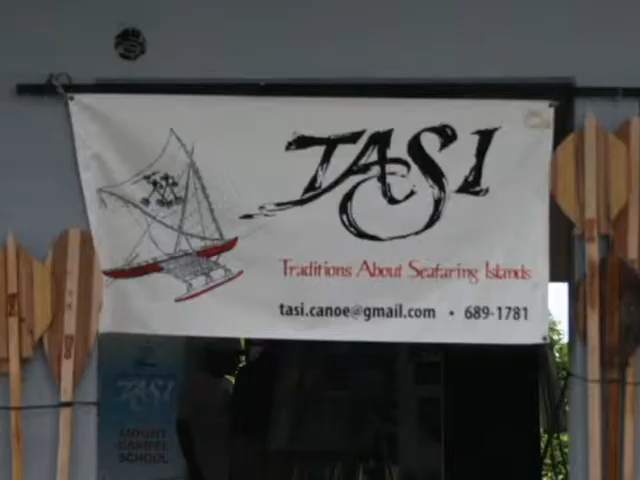 TASI
Traditions About Seafaring Islands
tasi.canoe@gmail.com • 689-1781
TASI
MOUNT
CARMEL
SCHOOL